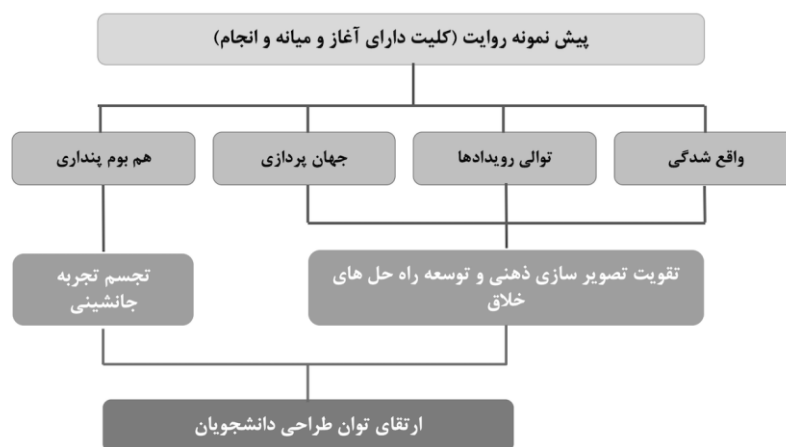 پیش نمونه روایت (کلیت دارای آغاز و میانه و انجام)
واقع شدگی
توالی رویدادها
جهان پردازی
هم بوم پنداری
تقویت تصویر سازی ذهنی و توسعه راه حل های
خلاق
تجسم تجربه
جانشینی
ارتقای توان طراحی دانشجویان